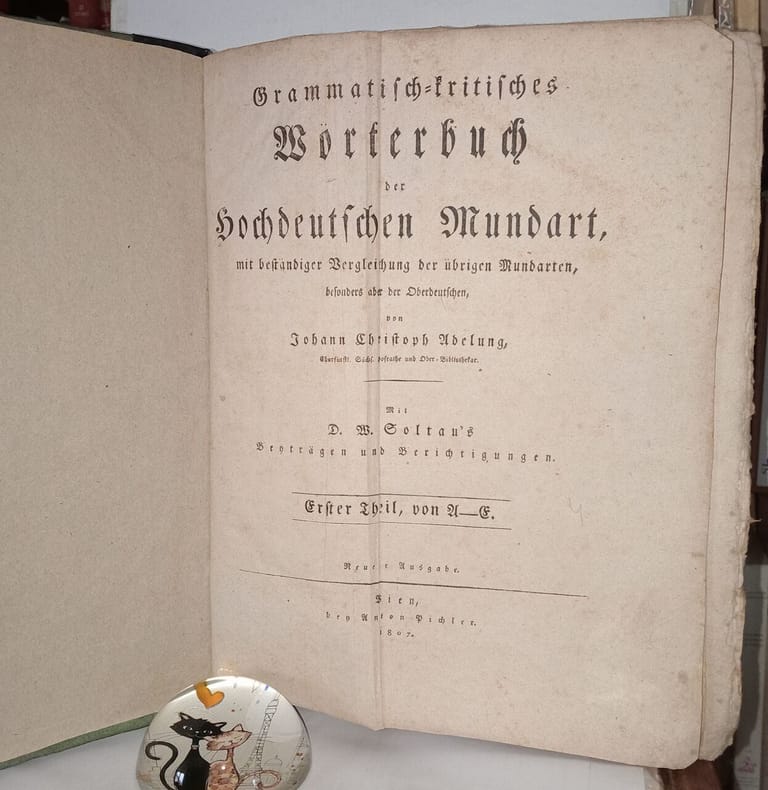 Grammatisch-kritisches
Wörterbuch
der
Hochdeutschen Mundart,
mit beständiger Vergleichung der übrigen Mundarten,
besonders aber der Oberdeutschen,
von
Johann Christoph Adelung,
Churfürstl. Sächs. Hofrathe und Ober-Bibliothekar.
Mit
D. W. Soltau's
Beyträgen und Berichtigungen.
Erster Theil, von A—E.
Neue Ausgabe.
Wien,
bey Anton Pichler.
1807.